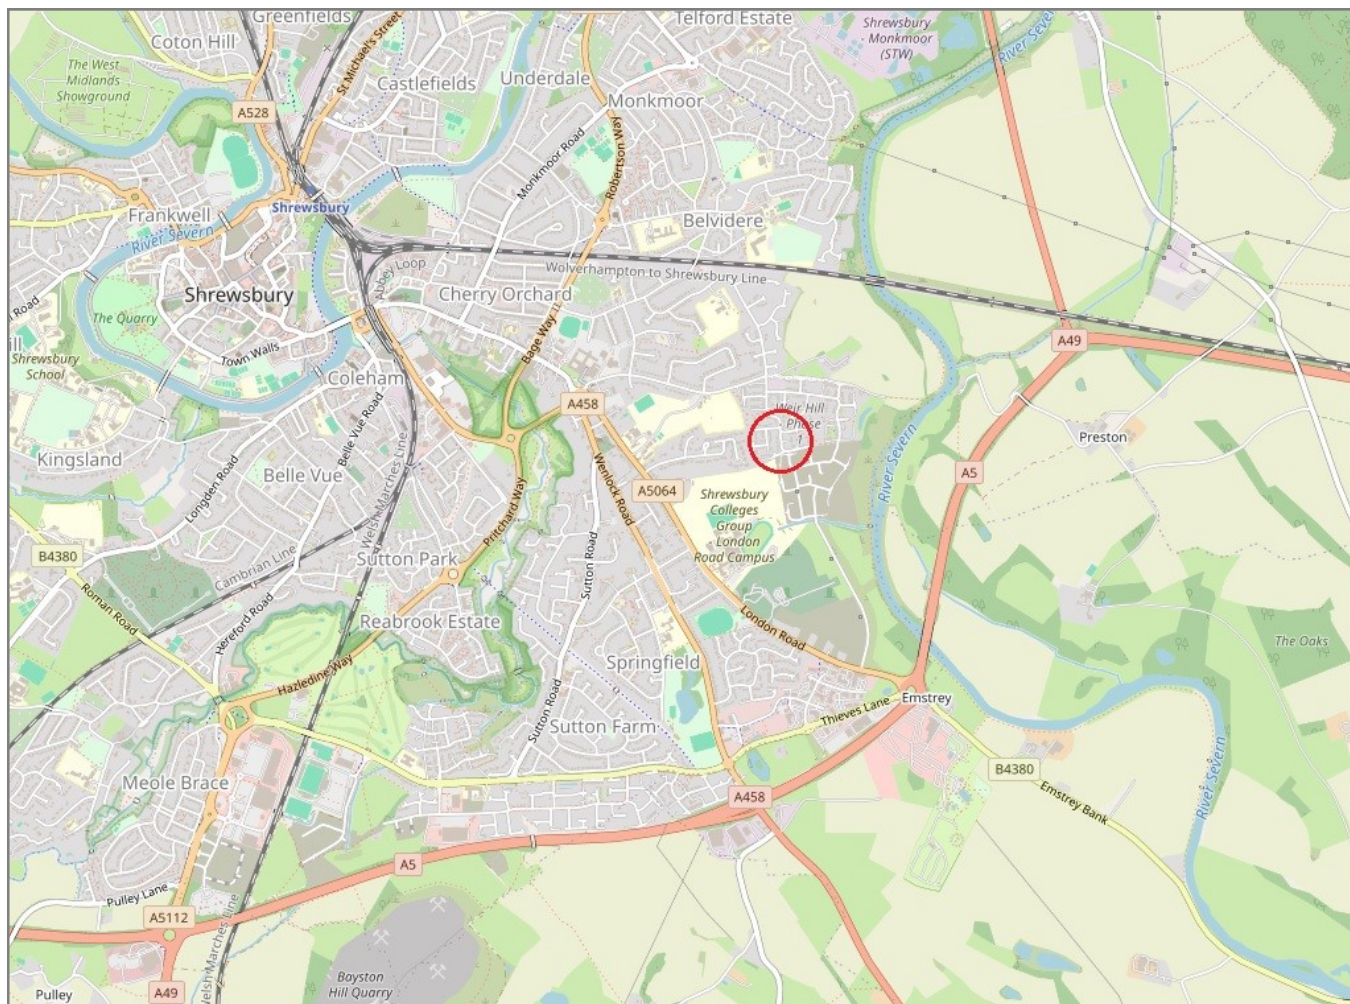 Greenfields
Telford Estate
Coton Hill
St Michael's Street
Shrewsbury
Monkmoor
(STW)
River Severn
The West
Midlands
Showground
Castlefields
Underdale
Monkmoor
A528
Robertson Way
Monkmoor Road
Frankwell
Shrewsbury
Belvidere
River Severn
Abbey Loop
Wolverhampton to Shrewsbury Line
Shrewsbury
Cherry Orchard
The Quarry
Road
Bage Way
A49
Shrewsbury
School
Town Walls
Coleham
A458
Weir Hill
Phase
1
Belle Vue Road
Preston
Kingsland
Longden Road
Belle Vue
Welsh Marches Line
Wenlock Road
River Severn
A5
A5064
Shrewsbury
Colleges
Group
London
Road Campus
Pritchard Way
B4380
Cambrian Line
Sutton Park
Sutton Road
Roman Road
Hereford Road
Reabrook Estate
London Road
The Oaks
Hazledine Way
Springfield
Emstrey
Thieves Lane
Sutton Road
Sutton Farm
Meole Brace
B4380
River Severn
Emstrey Bank
A458
A5
Pulley Lane
A5112
Welsh Marches Line
Bayston
Hill Quarry
Pulley
A49